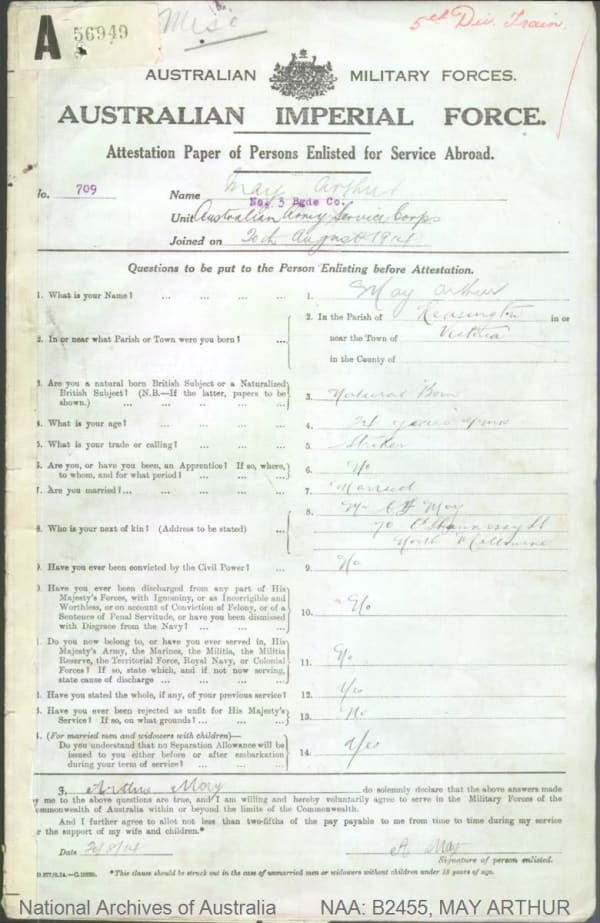 A 56949
Misc
5th Div. Train.
AUSTRALIAN MILITARY FORCES.
AUSTRALIAN IMPERIAL FORCE.
Attestation Paper of Persons Enlisted for Service Abroad.
No. 709 Name May Arthur
No. 5 Bgde Co.
Unit Australian Army Service Corps
Joined on 20th August 1914
Questions to be put to the Person Enlisting before Attestation.
1. What is your Name? ... ... ... ... 1. May Arthur
2. In or near what Parish or Town were you born? ... 2. In the Parish of Kensington in or
near the Town of Victoria
in the County of
3. Are you a natural born British Subject or a Naturalized
British Subject? (N.B.—If the latter, papers to be
shown.) ... ... ... ... ... 3. Natural Born
4. What is your age? ... ... ... ... 4. 24 years
5. What is your trade or calling? ... ... ... 5. Striker
6. Are you, or have you been, an Apprentice? If so, where,
to whom, and for what period? ... ... ... 6. No
7. Are you married? ... ... ... ... ... 7. Married
8. Who is your next of kin? (Address to be stated) ... 8. May
70
North Melbourne
9. Have you ever been convicted by the Civil Power? ... 9. No
0. Have you ever been discharged from any part of His
Majesty's Forces, with Ignominy, or as Incorrigible and
Worthless, or on account of Conviction of Felony, or of a
Sentence of Penal Servitude, or have you been dismissed
with Disgrace from the Navy? ... ... ... 10. No
1. Do you now belong to, or have you ever served in, His
Majesty's Army, the Marines, the Militia, the Militia
Reserve, the Territorial Force, Royal Navy, or Colonial
Forces? If so, state which, and if not now serving,
state cause of discharge ... ... ... ... 11. No
2. Have you stated the whole, if any, of your previous service? 12. Yes
3. Have you ever been rejected as unfit for His Majesty's
Service? If so, on what grounds? ... ... ... 13. No
4. (For married men and widowers with children)—
Do you understand that no Separation Allowance will be
issued to you either before or after embarkation
during your term of service? ... ... ... 14. Yes
I, Arthur May do solemnly declare that the above answers made
by me to the above questions are true, and I am willing and hereby voluntarily agree to serve in the Military Forces of the
Commonwealth of Australia within or beyond the limits of the Commonwealth.
And I further agree to allot not less than two-fifths of the pay payable to me from time to time during my service
for the support of my wife and children.*
Date 20/8/14 A May
Signature of person enlisted.
*This clause should be struck out in the case of unmarried men or widowers without children under 18 years of age.
National Archives of Australia NAA: B2455, MAY ARTHUR